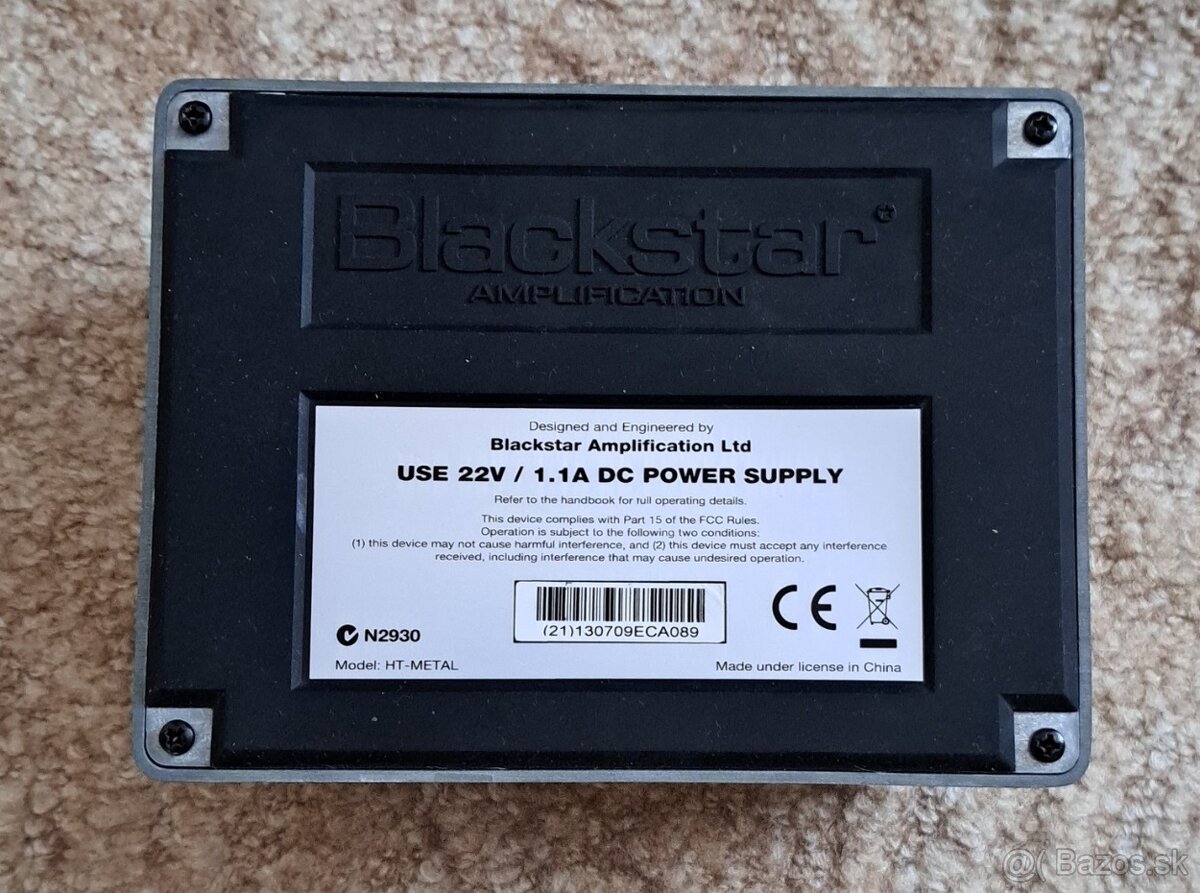 Blackstar
AMPLIFICATION
Designed and Engineered by
Blackstar Amplification Ltd
USE 22V / 1.1A DC POWER SUPPLY
Refer to the handbook for full operating details.
This device complies with Part 15 of the FCC Rules.
Operation is subject to the following two conditions:
(1) this device may not cause harmful interference, and (2) this device must accept any interference
received, including interference that may cause undesired operation.
(21)130709ECA089
CE
N2930
Model: HT-METAL
Made under license in China
@( Bazos.sk